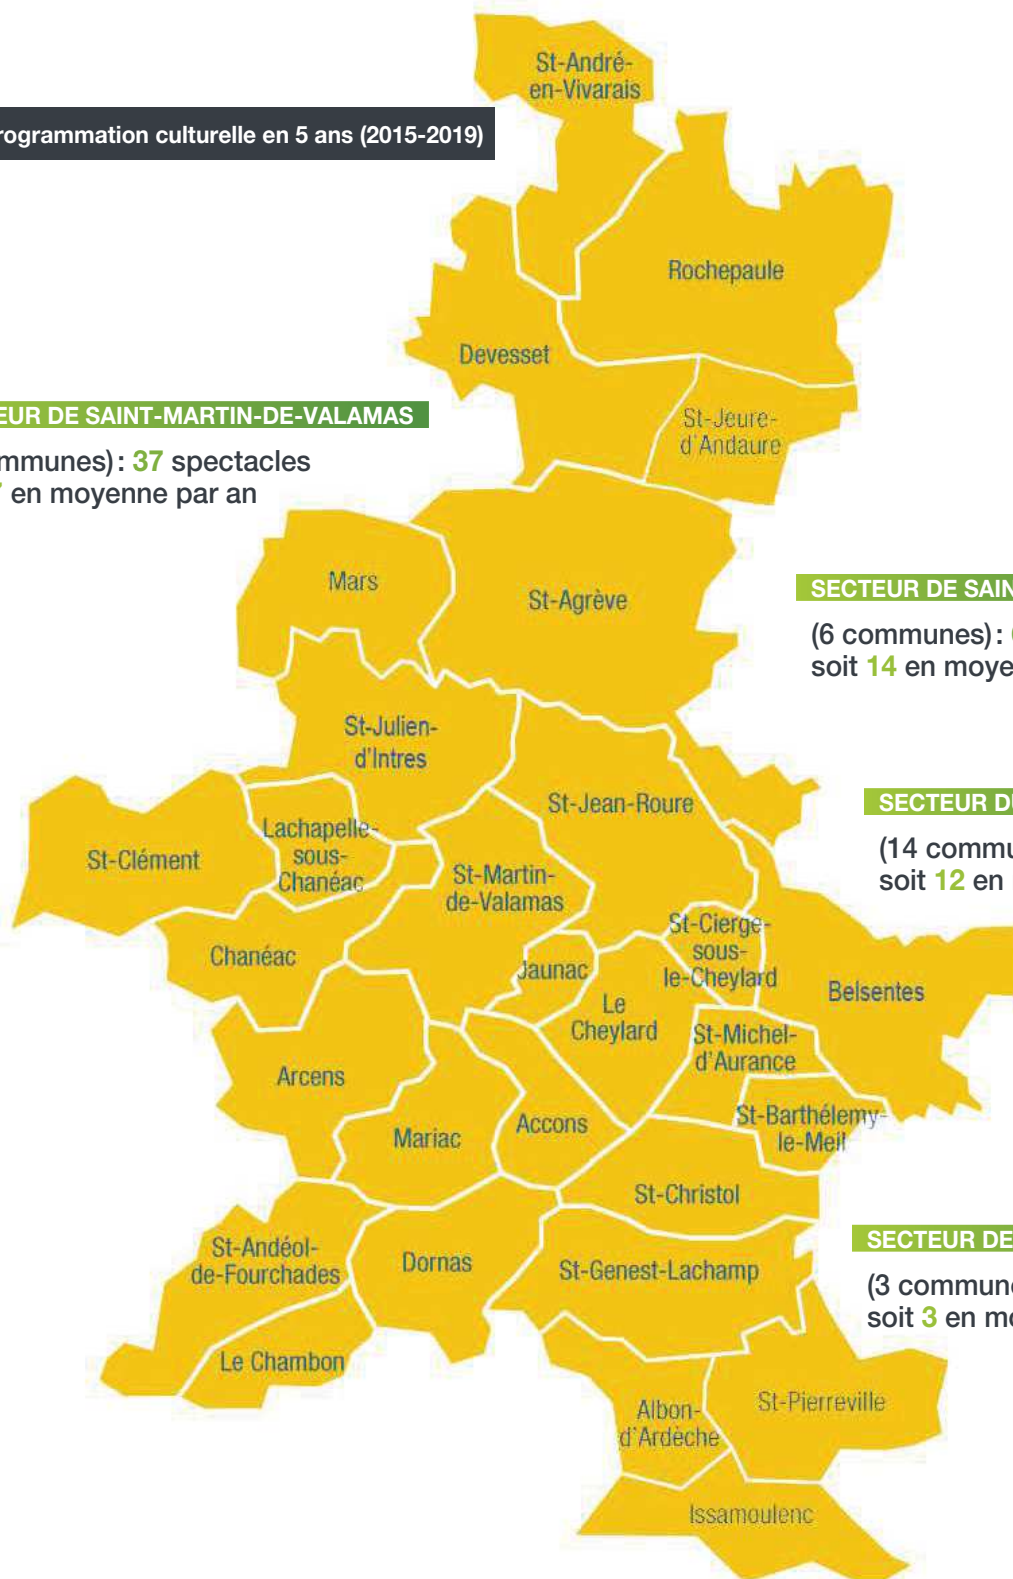 St-André-
en-Vivarais
rogrammation culturelle en 5 ans (2015-2019)
Rochepaule
Devesset
EUR DE SAINT-MARTIN-DE-VALAMAS
St-Jeure-
d'Andaure
mmunes) : 37 spectacles
en moyenne par an
Mars
St-Agrève
SECTEUR DE SAIN
(6 communes) :
soit 14 en moye
St-Julien-
d'Intres
St-Jean-Roure
SECTEUR D
(14 commu
soit 12 en
St-Clément
Lachapelle-
sous-
Chanéac
St-Martin-
de-Valamas
Chanéac
Jaunac
St-Cierge-
sous-
le-Cheylard
Belsentes
Le
Cheylard
St-Michel-
d'Aurance
Arcens
Mariac
Accons
St-Barthélemy-
le-Meil
St-Christol
St-Andéol-
de-Fourchades
Dornas
St-Genest-Lachamp
SECTEUR DE
(3 commune
soit 3 en mo
Le Chambon
Albon-
d'Ardèche
St-Pierreville
Issamoulenc